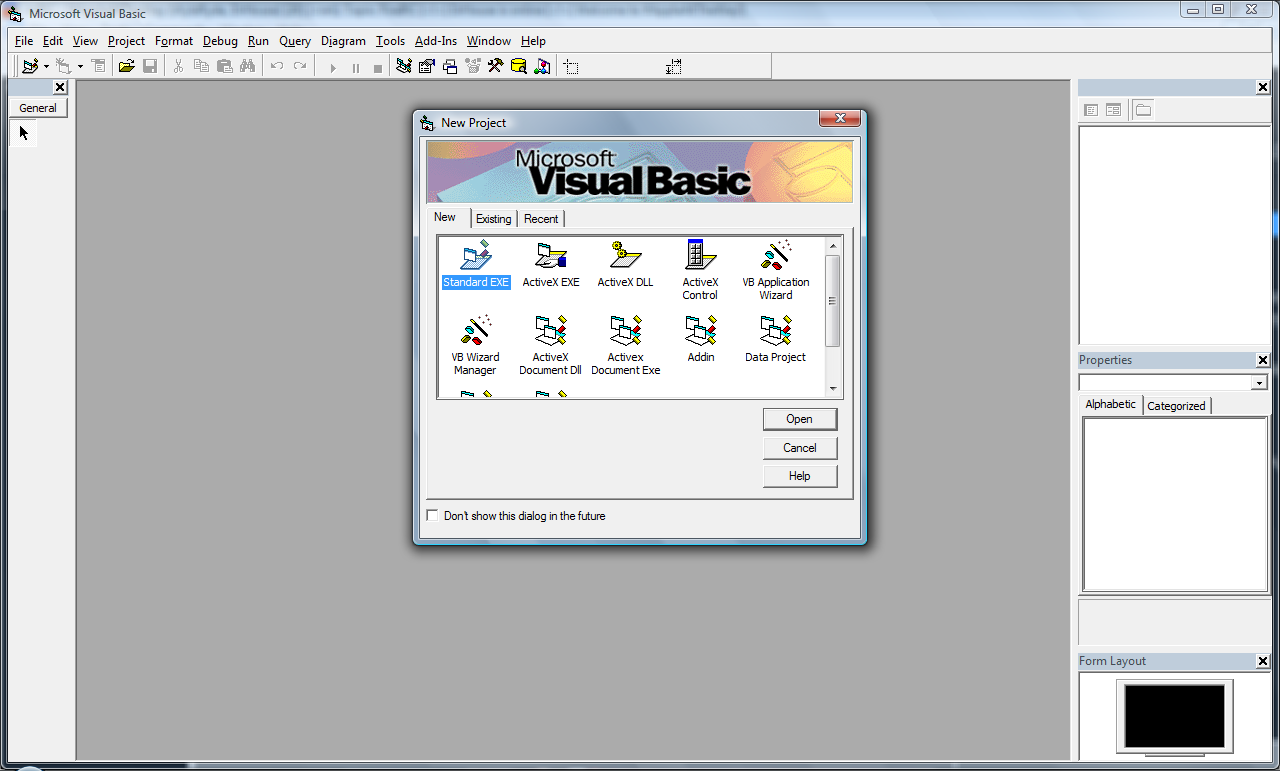 Microsoft Visual Basic
File Edit View Project Format Debug Run Query Diagram Tools Add-Ins Window Help
General
New Project
Microsoft
Visual Basic
New Existing Recent
Standard EXE ActiveX EXE ActiveX DLL ActiveX Control VB Application Wizard
VB Wizard Manager ActiveX Document Dll Activex Document Exe Addin Data Project
Open
Cancel
Help
Don't show this dialog in the future
Properties
Alphabetic Categorized
Form Layout